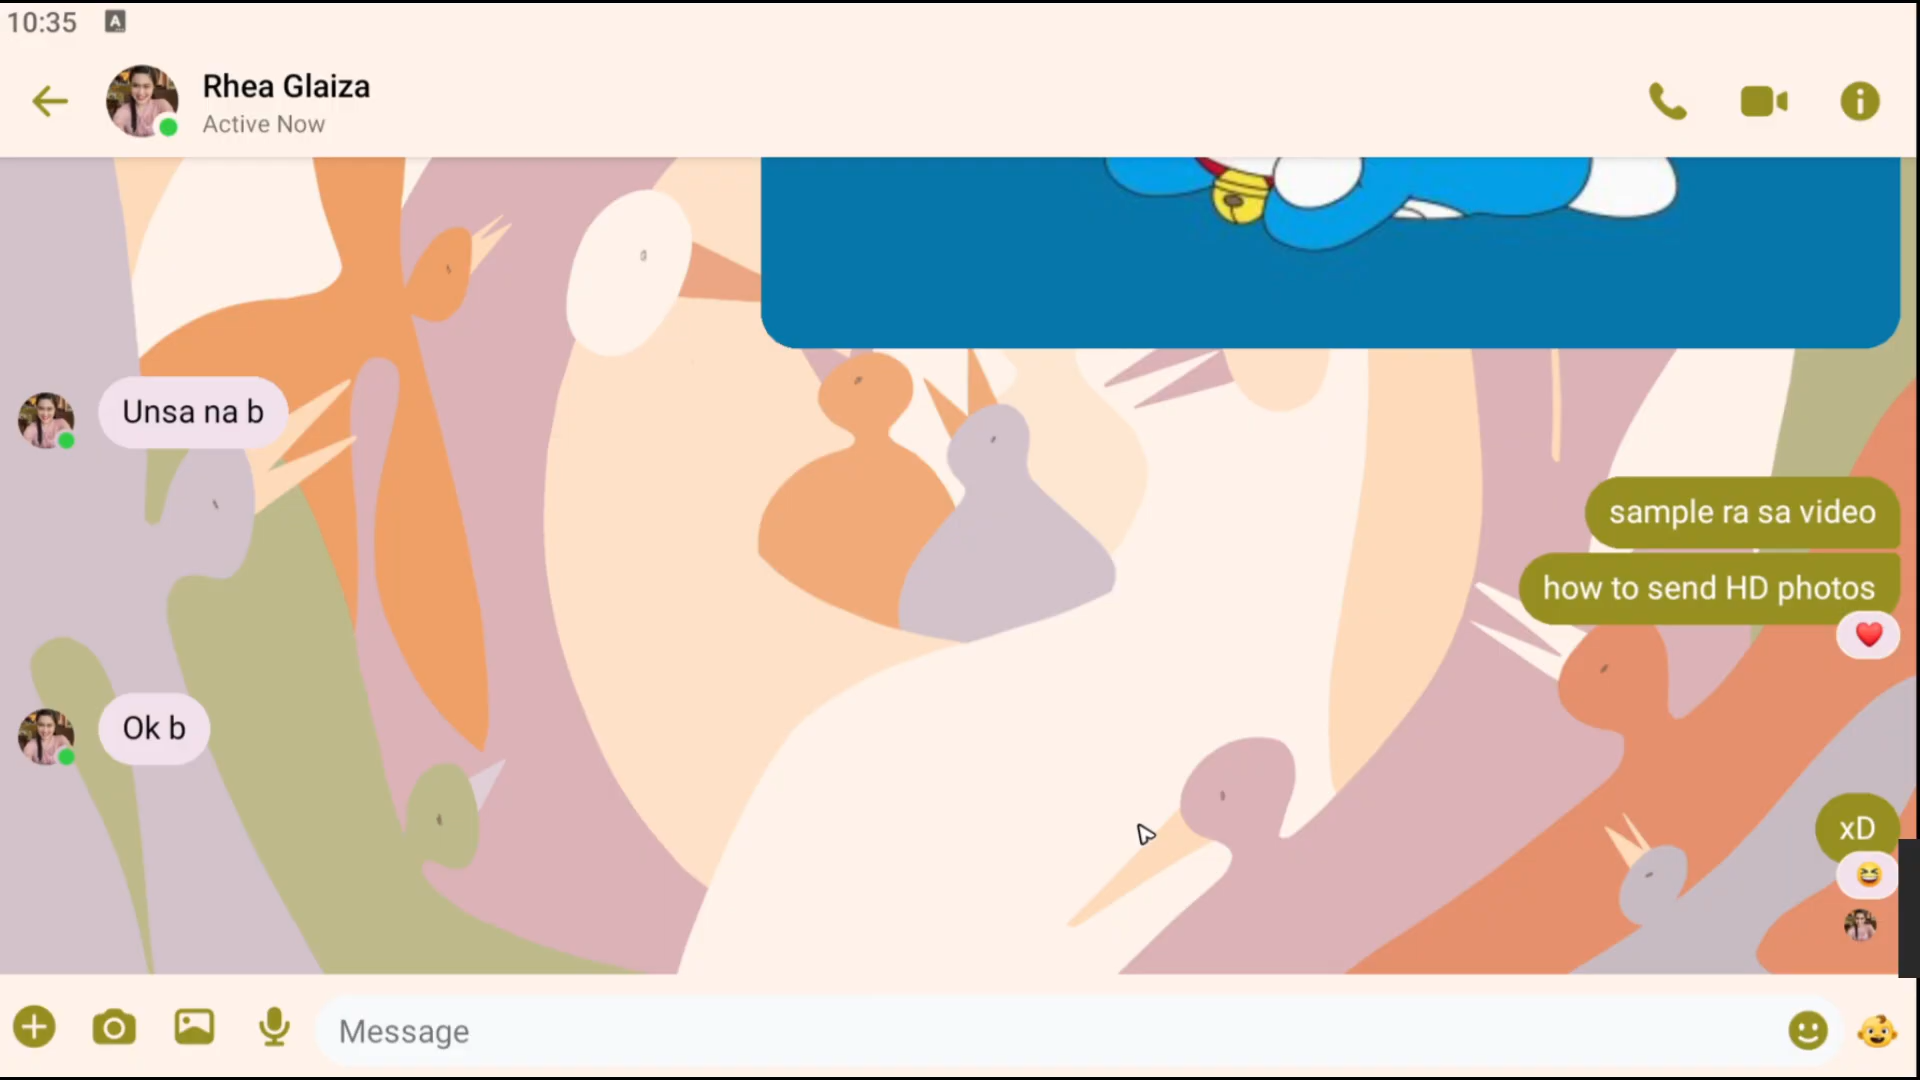 10:35
A
Rhea Glaiza
Active Now
Unsa na b
sample ra sa video
how to send HD photos
Ok b
xD
Message